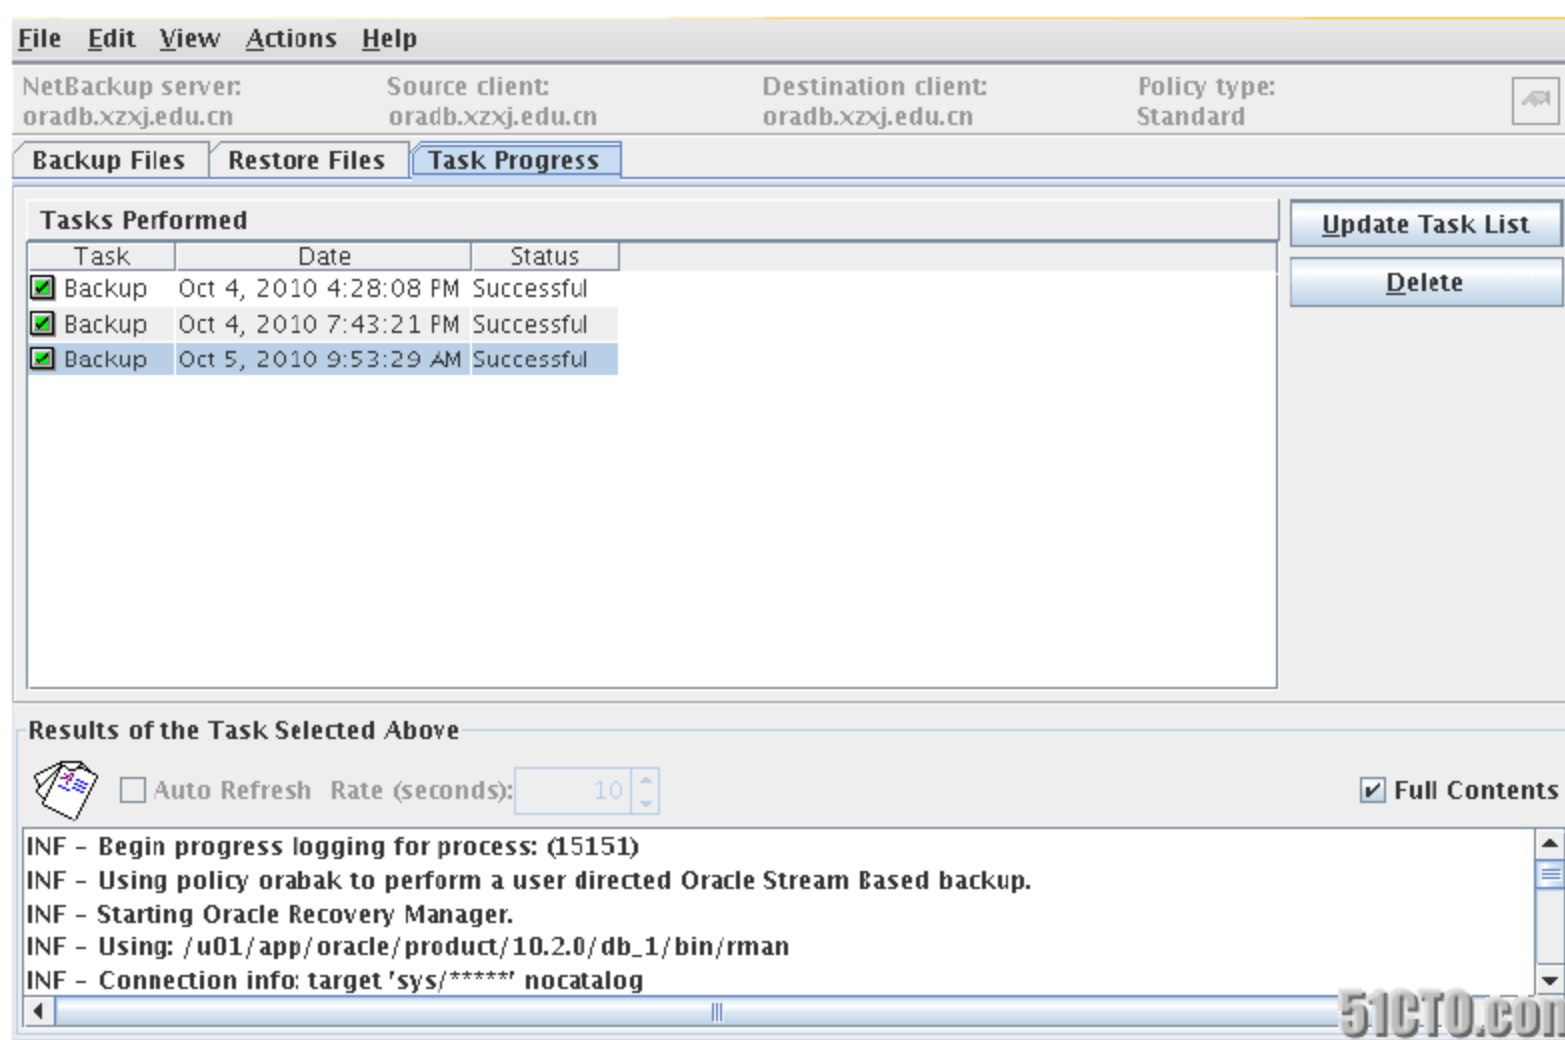 File Edit View Actions Help
NetBackup server: Source client: Destination client: Policy type:
oradb.xzxj.edu.cn oradb.xzxj.edu.cn oradb.xzxj.edu.cn Standard
Backup Files Restore Files Task Progress
Tasks Performed
Update Task List
Task Date Status
Delete
Backup Oct 4, 2010 4:28:08 PM Successful
Backup Oct 4, 2010 7:43:21 PM Successful
Backup Oct 5, 2010 9:53:29 AM Successful
Results of the Task Selected Above
Auto Refresh Rate (seconds): 10 Full Contents
INF - Begin progress logging for process: (15151)
INF - Using policy orabak to perform a user directed Oracle Stream Based backup.
INF - Starting Oracle Recovery Manager.
INF - Using: /u01/app/oracle/product/10.2.0/db_1/bin/rman
INF - Connection info: target 'sys/*****' nocatalog
51CTO.com